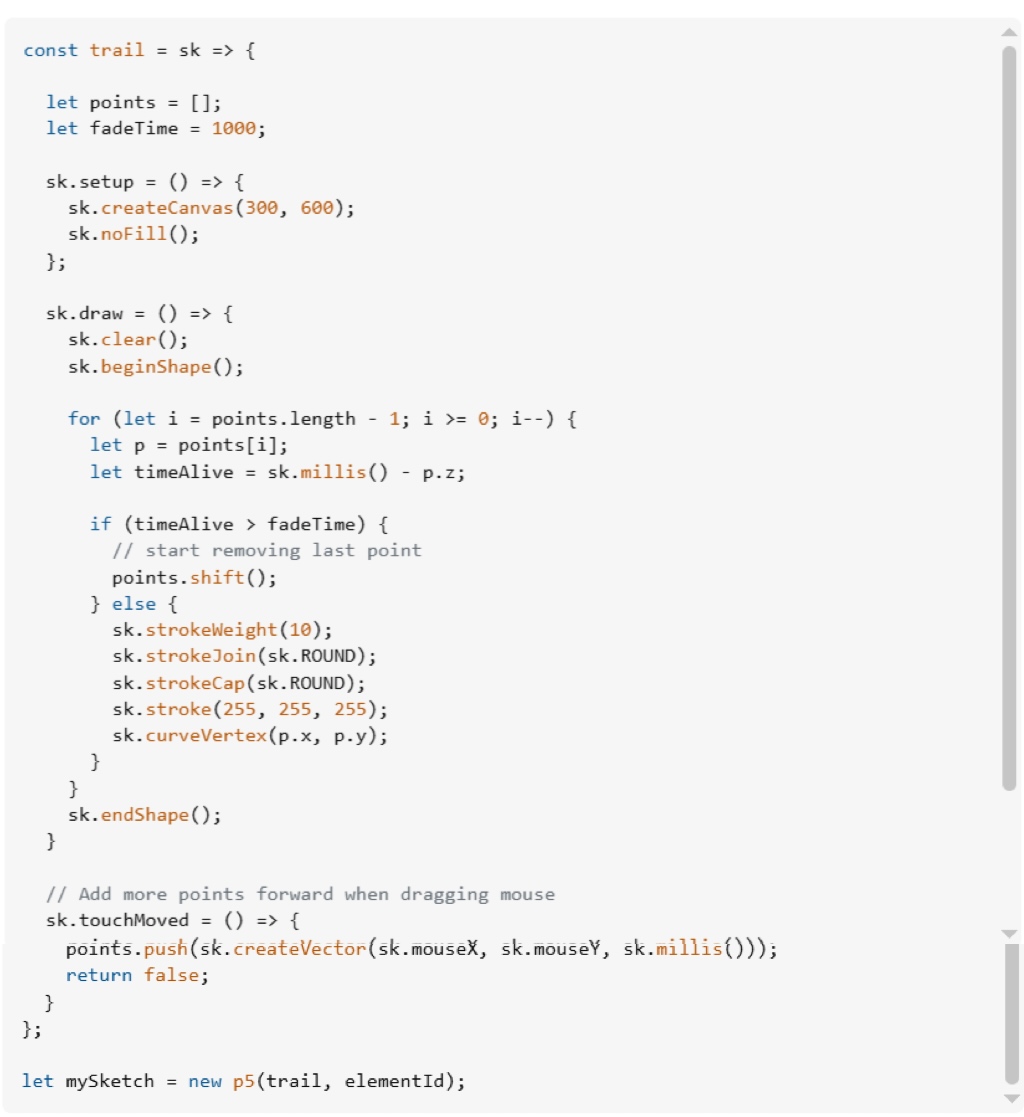 const trail = sk => {
let points = [];
let fadeTime = 1000;
sk.setup = () => {
sk.createCanvas(300, 600);
sk.noFill();
};
sk.draw = () => {
sk.clear();
sk.beginShape();
for (let i = points.length - 1; i >= 0; i--) {
let p = points[i];
let timeAlive = sk.millis() - p.z;
if (timeAlive > fadeTime) {
// start removing last point
points.shift();
} else {
sk.strokeWeight(10);
sk.strokeJoin(sk.ROUND);
sk.strokeCap(sk.ROUND);
sk.stroke(255, 255, 255);
sk.curveVertex(p.x, p.y);
}
}
sk.endShape();
}
// Add more points forward when dragging mouse
sk.touchMoved = () => {
points.push(sk.createVector(sk.mouseX, sk.mouseY, sk.millis()));
return false;
}
};
let mySketch = new p5(trail, elementId);